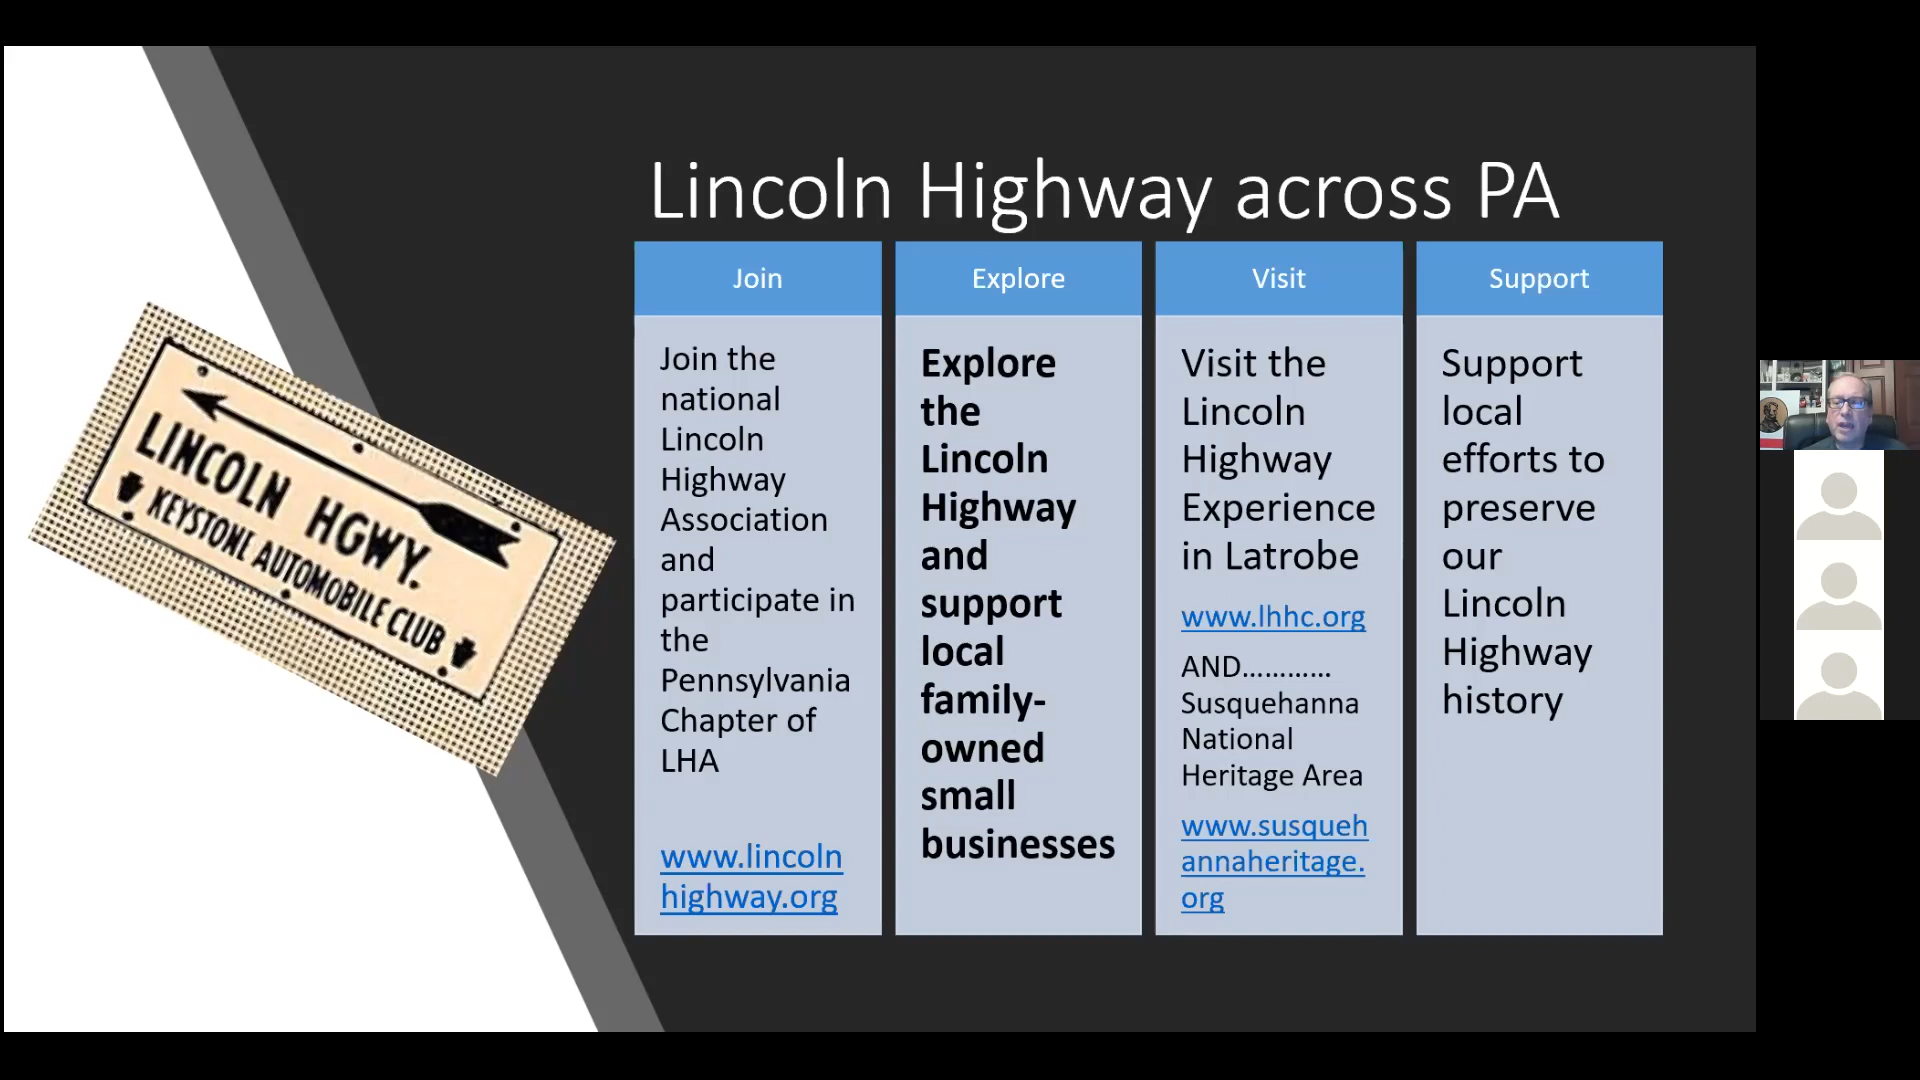 Lincoln Highway across PA
LINCOLN HGWY.
KEYSTONE AUTOMOBILE CLUB
Join
Join the
national
Lincoln
Highway
Association
and
participate in
the
Pennsylvania
Chapter of
LHA
www.lincoln
highway.org
Explore
Explore
the
Lincoln
Highway
and
support
local
family-
owned
small
businesses
Visit
Visit the
Lincoln
Highway
Experience
in Latrobe
www.lhhc.org
AND............
Susquehanna
National
Heritage Area
www.susqueh
annaheritage.
org
Support
Support
local
efforts to
preserve
our
Lincoln
Highway
history